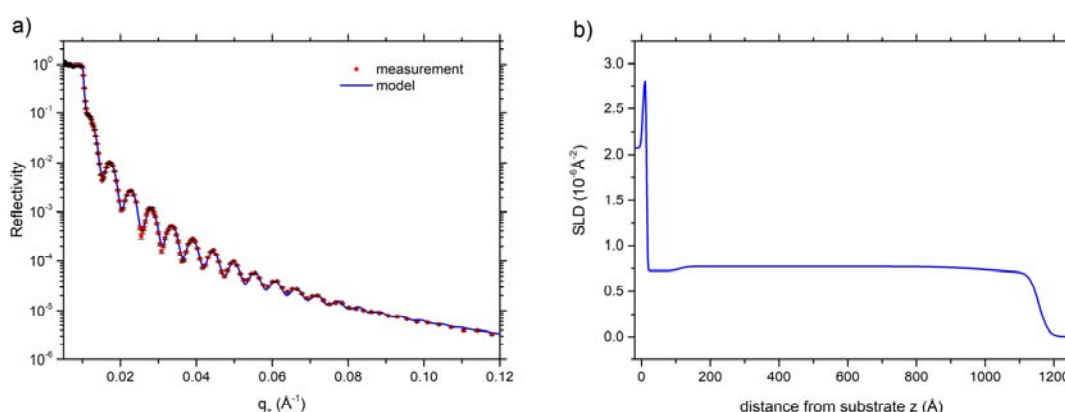 a)
measurement
model
10⁰
10⁻¹
10⁻²
10⁻³
10⁻⁴
10⁻⁵
10⁻⁶
Reflectivity
0.02 0.04 0.06 0.08 0.10 0.12
q_z (Å⁻¹)
b)
3.0
2.5
2.0
1.5
1.0
0.5
0.0
SLD (10⁻⁶Å⁻²)
0 200 400 600 800 1000 1200
distance from substrate z (Å)